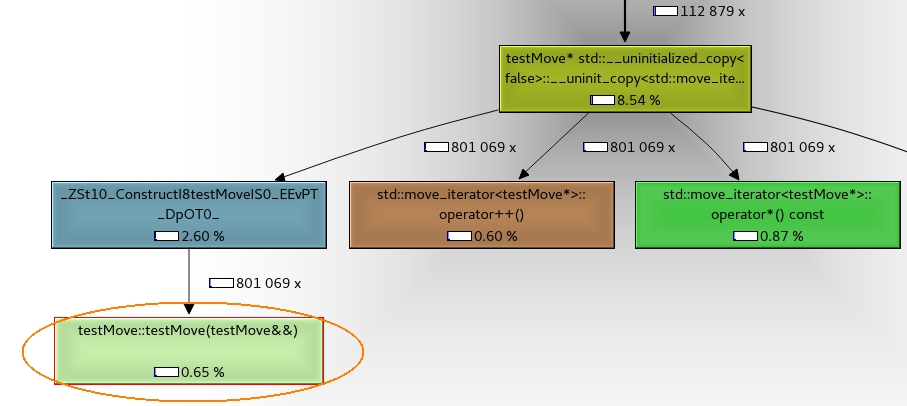 112 879 x
testMove* std::__uninitialized_copy<
false>::__uninit_copy<std::move_ite...
8.54 %
801 069 x
801 069 x
801 069 x
_ZSt10_ConstructI8testMoveIS0_EEvPT
_DpOT0_
2.60 %
std::move_iterator<testMove*>::
operator++()
0.60 %
std::move_iterator<testMove*>::
operator*() const
0.87 %
801 069 x
testMove::testMove(testMove&&)
0.65 %